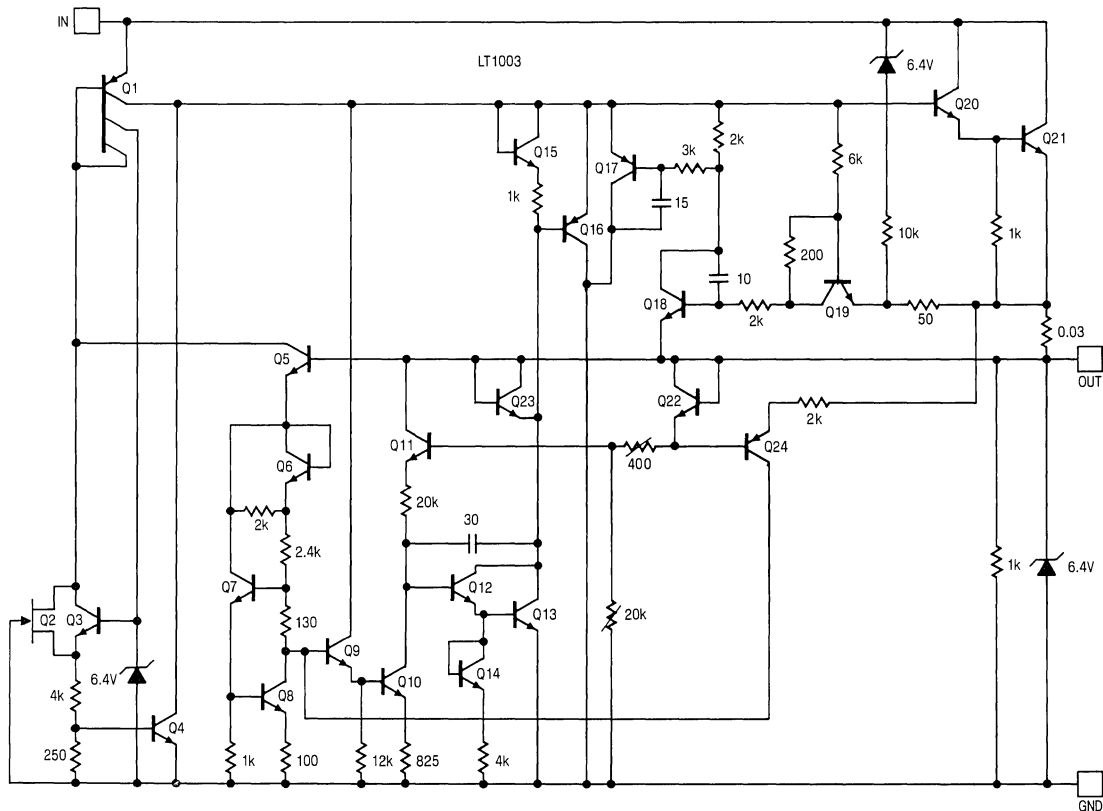 IN
LT1003
6.4V
Q1
Q20
Q21
Q15
Q17
3k
2k
6k
1k
15
Q16
200
10k
1k
10
Q18
2k
Q19
50
0.03
Q5
OUT
Q23
Q22
2k
Q11
400
Q24
Q6
20k
2k
30
2.4k
Q7
Q12
1k
6.4V
Q2
Q3
130
Q13
20k
6.4V
Q9
Q14
4k
Q8
Q10
Q4
250
1k
100
12k
825
4k
GND